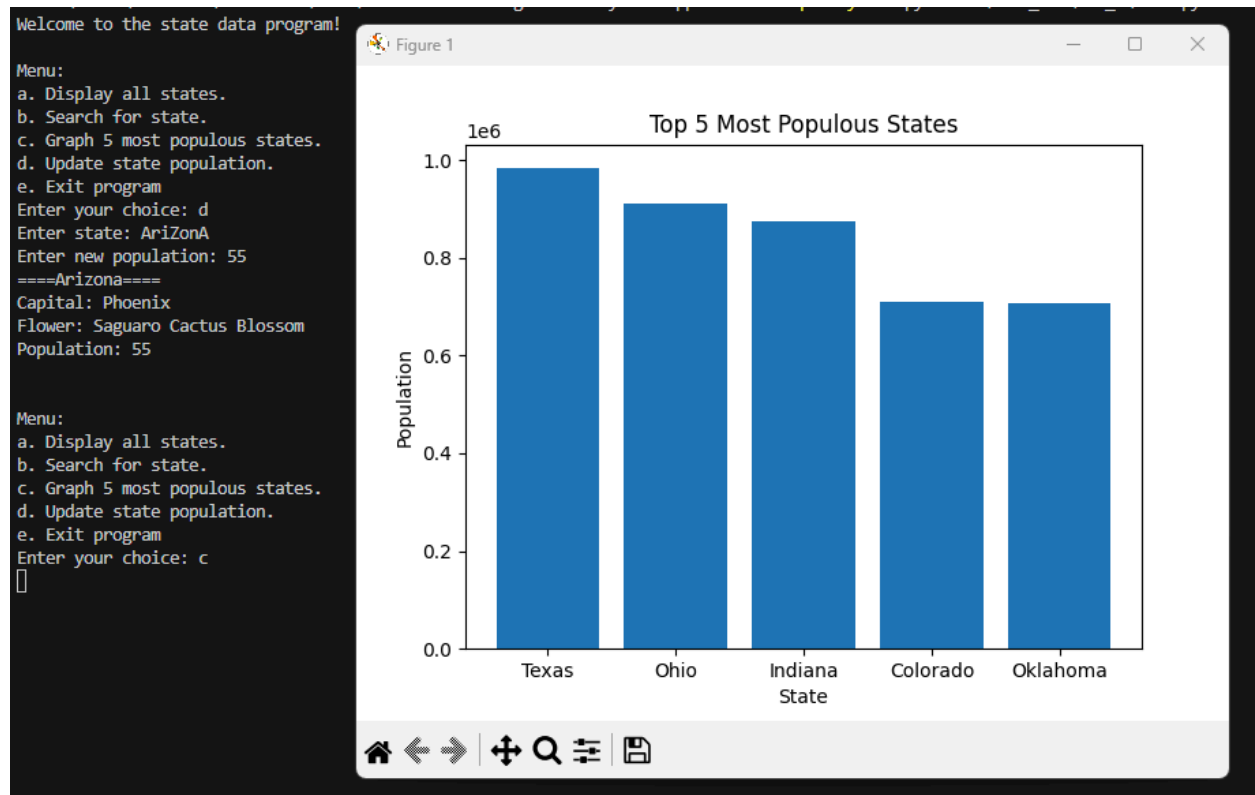 Welcome to the state data program!
Menu:
a. Display all states.
b. Search for state.
c. Graph 5 most populous states.
d. Update state population.
e. Exit program
Enter your choice: d
Enter state: AriZonA
Enter new population: 55
====Arizona====
Capital: Phoenix
Flower: Saguaro Cactus Blossom
Population: 55
Menu:
a. Display all states.
b. Search for state.
c. Graph 5 most populous states.
d. Update state population.
e. Exit program
Enter your choice: c
Figure 1
Top 5 Most Populous States
1e6
1.0
0.8
0.6
0.4
0.2
0.0
Population
Texas Ohio Indiana Colorado Oklahoma
State